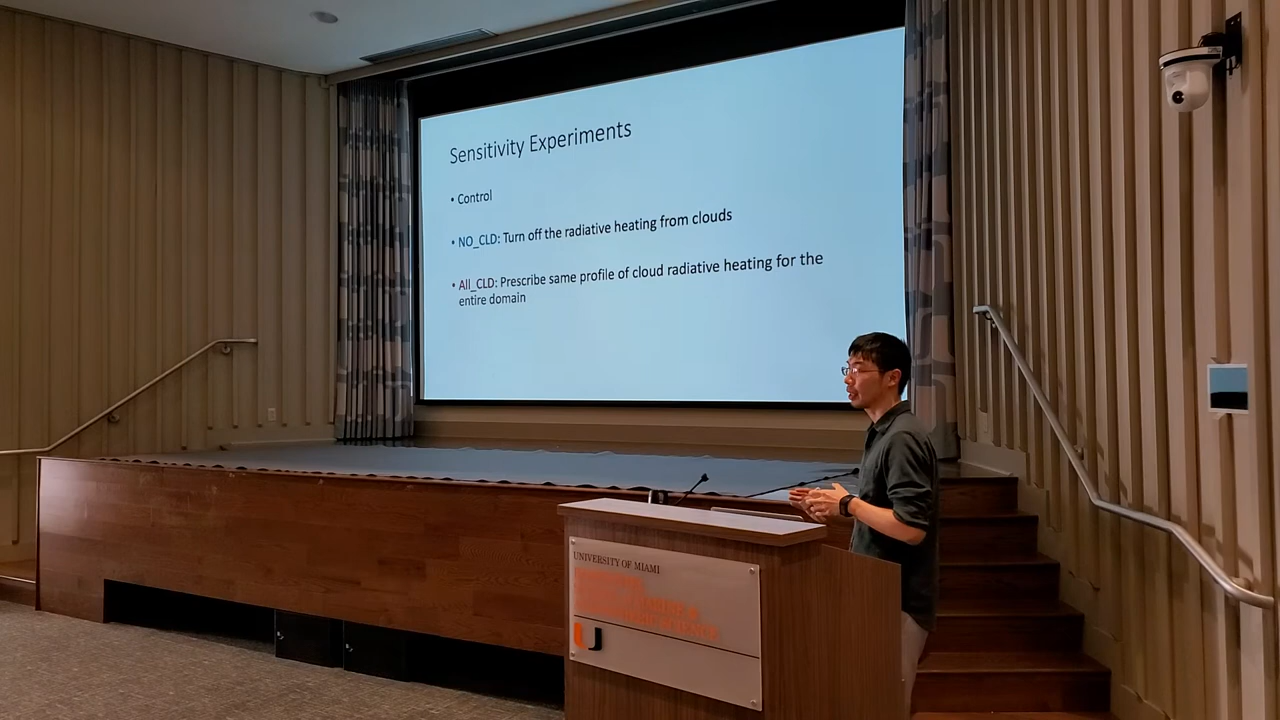 Sensitivity Experiments
• Control
• NO_CLD: Turn off the radiative heating from clouds
• All_CLD: Prescribe same profile of cloud radiative heating for the
entire domain
UNIVERSITY OF MIAMI
U